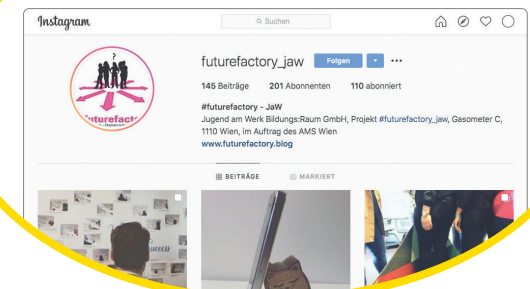 Instagram
Suchen
futurefactory_jaw Folgen
145 Beiträge 201 Abonnenten 110 abonniert
#futurefactory - JaW
Jugend am Werk Bildungs:Raum GmbH, Projekt #futurefactory_jaw, Gasometer C,
1110 Wien, im Auftrag des AMS Wien
www.futurefactory.blog
?
BEITRÄGE MARKIERT